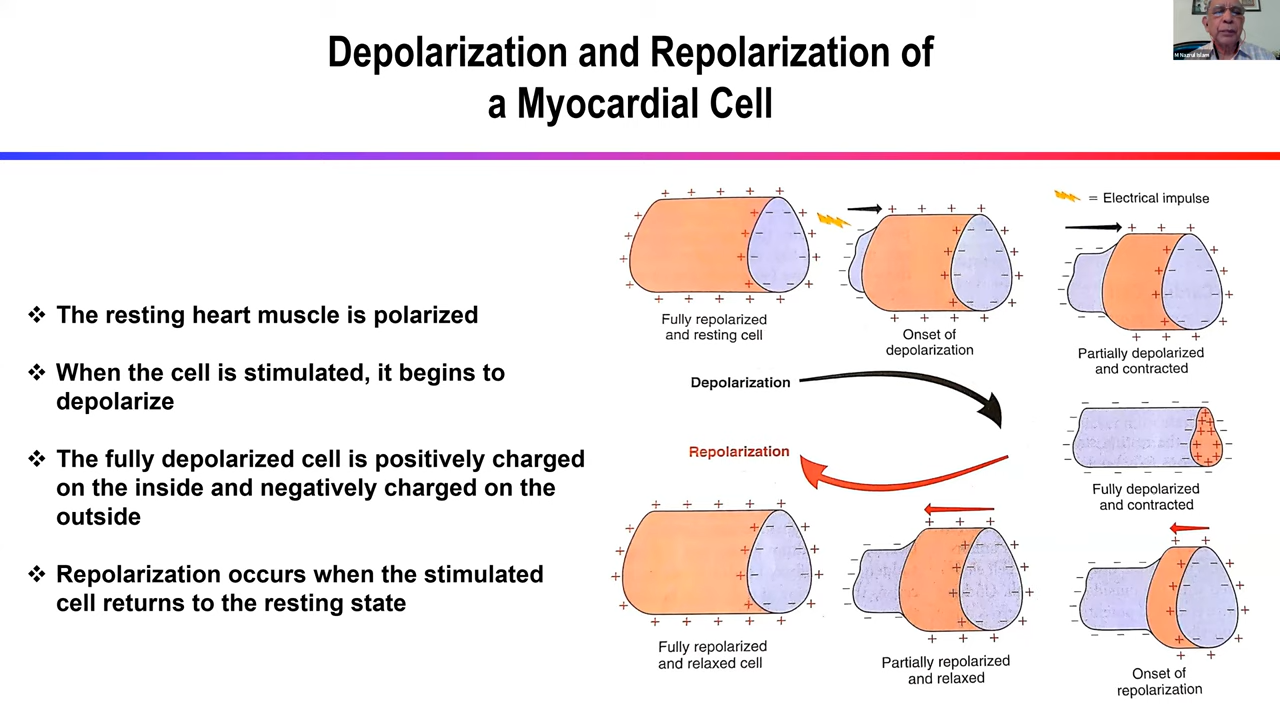 Depolarization and Repolarization of
a Myocardial Cell
M Nazrul Islam
❖ The resting heart muscle is polarized
❖ When the cell is stimulated, it begins to
depolarize
❖ The fully depolarized cell is positively charged
on the inside and negatively charged on the
outside
❖ Repolarization occurs when the stimulated
cell returns to the resting state
= Electrical impulse
Fully repolarized
and resting cell
Onset of
depolarization
Partially depolarized
and contracted
Depolarization
Fully depolarized
and contracted
Repolarization
Fully repolarized
and relaxed cell
Partially repolarized
and relaxed
Onset of
repolarization